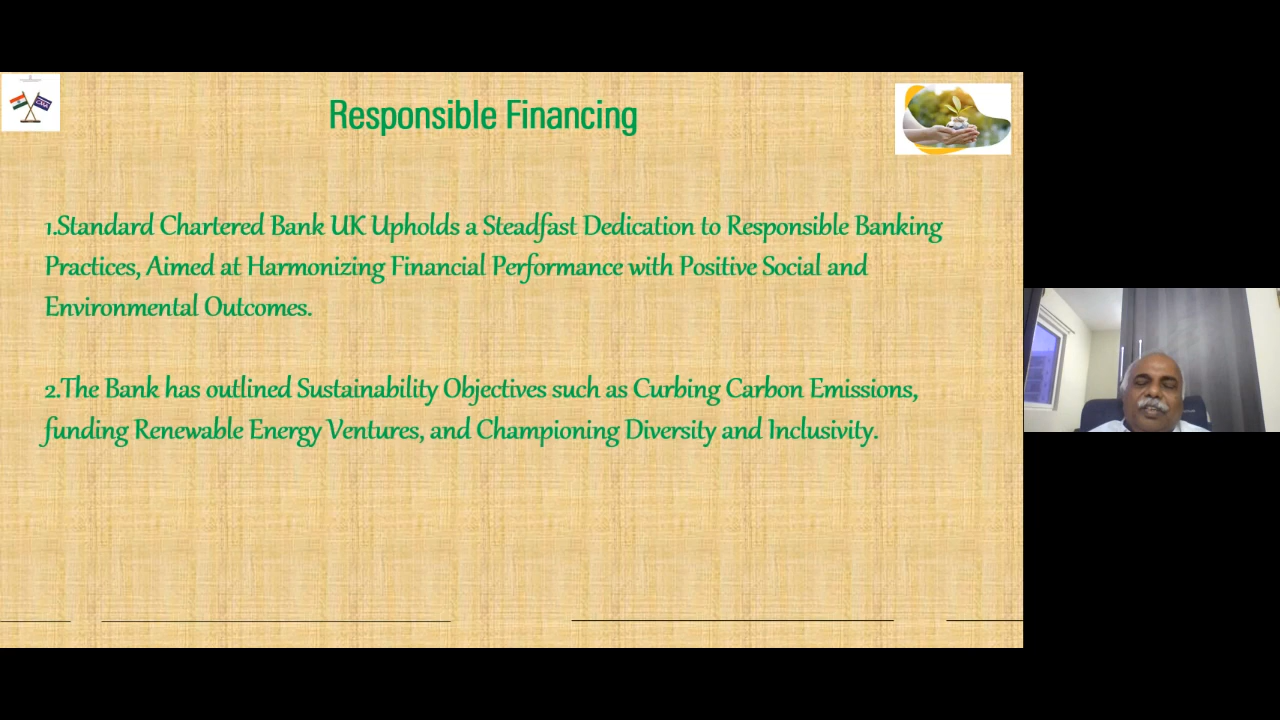 Responsible Financing
1.Standard Chartered Bank UK Upholds a Steadfast Dedication to Responsible Banking
Practices, Aimed at Harmonizing Financial Performance with Positive Social and
Environmental Outcomes.
2.The Bank has outlined Sustainability Objectives such as Curbing Carbon Emissions,
funding Renewable Energy Ventures, and Championing Diversity and Inclusivity.